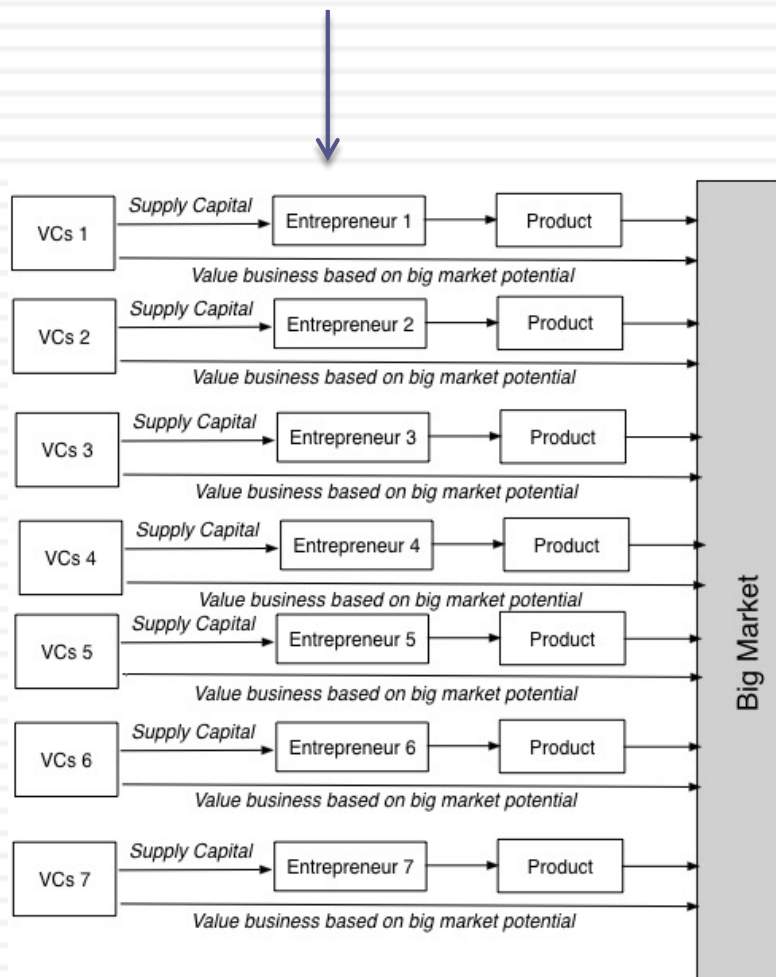 Supply Capital
VCs 1
Entrepreneur 1
Product
Value business based on big market potential
Supply Capital
VCs 2
Entrepreneur 2
Product
Value business based on big market potential
Supply Capital
VCs 3
Entrepreneur 3
Product
Value business based on big market potential
Supply Capital
VCs 4
Entrepreneur 4
Product
Value business based on big market potential
Supply Capital
VCs 5
Entrepreneur 5
Product
Value business based on big market potential
Supply Capital
VCs 6
Entrepreneur 6
Product
Value business based on big market potential
Supply Capital
VCs 7
Entrepreneur 7
Product
Value business based on big market potential
Big Market